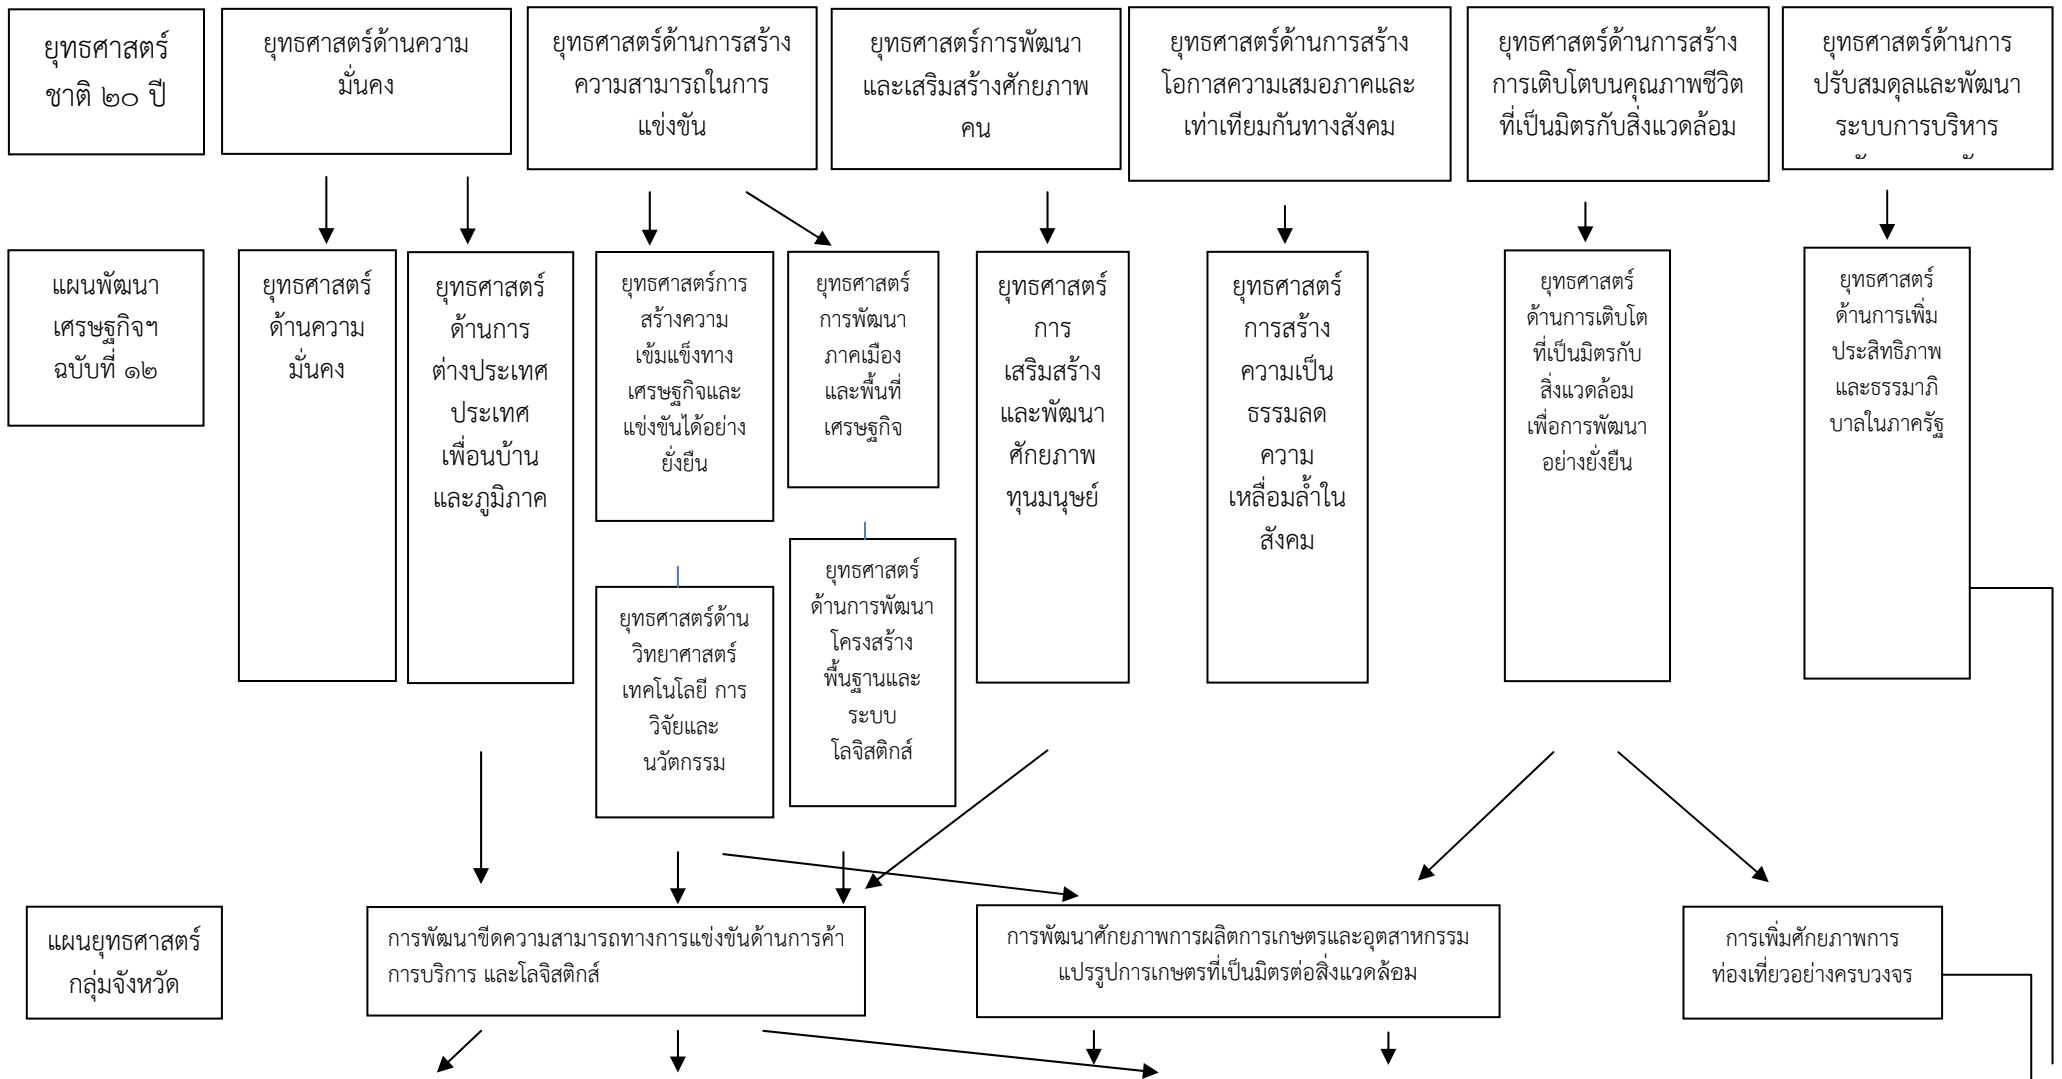 ยุทธศาสตร์
ชาติ ๒๐ ปี
ยุทธศาสตร์ด้านความ
มั่นคง
ยุทธศาสตร์ด้านการสร้าง
ความสามารถในการ
แข่งขัน
ยุทธศาสตร์การพัฒนา
และเสริมสร้างศักยภาพ
คน
ยุทธศาสตร์ด้านการสร้าง
โอกาสความเสมอภาคและ
เท่าเทียมกันทางสังคม
ยุทธศาสตร์ด้านการสร้าง
การเติบโตบนคุณภาพชีวิต
ที่เป็นมิตรกับสิ่งแวดล้อม
ยุทธศาสตร์ด้านการ
ปรับสมดุลและพัฒนา
ระบบการบริหาร
แผนพัฒนา
เศรษฐกิจฯ
ฉบับที่ ๑๒
ยุทธศาสตร์
ด้านความ
มั่นคง
ยุทธศาสตร์
ด้านการ
ต่างประเทศ
ประเทศ
เพื่อนบ้าน
และภูมิภาค
ยุทธศาสตร์การ
สร้างความ
เข้มแข็งทาง
เศรษฐกิจและ
แข่งขันได้อย่าง
ยั่งยืน
ยุทธศาสตร์
การพัฒนา
ภาคเมือง
และพื้นที่
เศรษฐกิจ
ยุทธศาสตร์
การ
เสริมสร้าง
และพัฒนา
ศักยภาพ
ทุนมนุษย์
ยุทธศาสตร์
การสร้าง
ความเป็น
ธรรมลด
ความ
เหลื่อมล้ำใน
สังคม
ยุทธศาสตร์
ด้านการเติบโต
ที่เป็นมิตรกับ
สิ่งแวดล้อม
เพื่อการพัฒนา
อย่างยั่งยืน
ยุทธศาสตร์
ด้านการเพิ่ม
ประสิทธิภาพ
และธรรมาภิ
บาลในภาครัฐ
ยุทธศาสตร์ด้าน
วิทยาศาสตร์
เทคโนโลยี การ
วิจัยและ
นวัตกรรม
ยุทธศาสตร์
ด้านการพัฒนา
โครงสร้าง
พื้นฐานและ
ระบบ
โลจิสติกส์
แผนยุทธศาสตร์
กลุ่มจังหวัด
การพัฒนาขีดความสามารถทางการแข่งขันด้านการค้า
การบริการ และโลจิสติกส์
การพัฒนาศักยภาพการผลิตการเกษตรและอุตสาหกรรม
แปรรูปการเกษตรที่เป็นมิตรต่อสิ่งแวดล้อม
การเพิ่มศักยภาพการ
ท่องเที่ยวอย่างครบวงจร